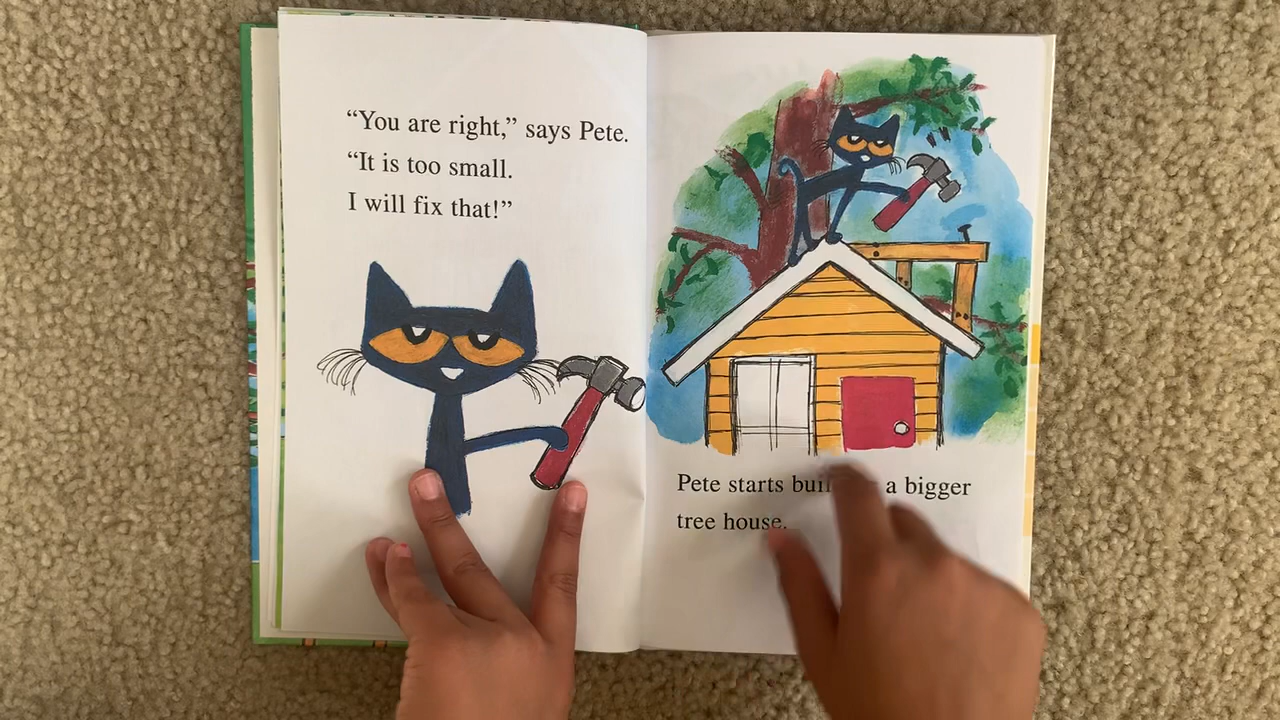 “You are right,” says Pete.
“It is too small.
I will fix that!”
Pete starts a bigger
tree house.